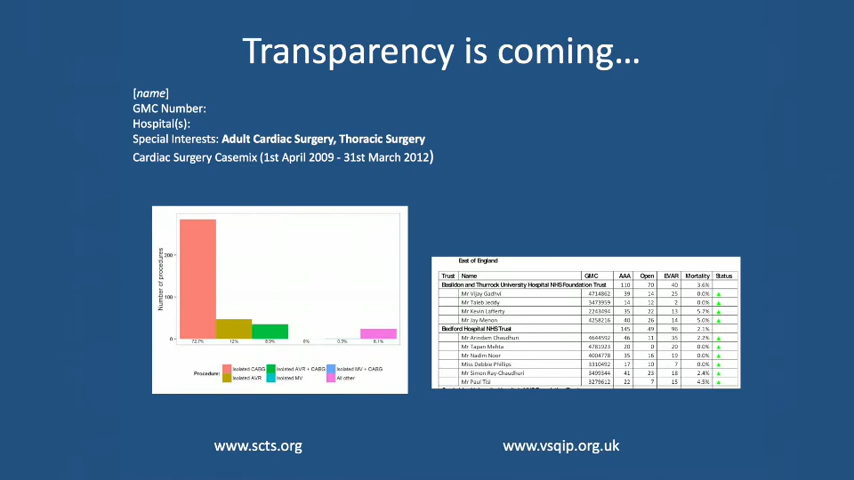 Transparency is coming…
[name]
GMC Number:
Hospital(s):
Special Interests: Adult Cardiac Surgery, Thoracic Surgery
Cardiac Surgery Casemix (1st April 2009 - 31st March 2012)
Number of procedures
200
100
0
72.7% 12% 8.3% 0% 0.3% 6.1%
Procedure: Isolated CABG Isolated AVR + CABG Isolated MV + CABG
Isolated AVR Isolated MV All other
East of England
Trust Name GMC AAA Open EVAR Mortality Status
Basildon and Thurrock University Hospital NHS Foundation Trust 110 70 40 3.6%
Mr Vijay Gadhvi 4714862 39 14 25 0.0%
Mr Taleb Jeddy 3473959 14 12 2 0.0%
Mr Kevin Lafferty 2243494 35 22 13 5.7%
Mr Jay Menon 4258216 40 26 14 5.0%
Bedford Hospital NHS Trust 145 49 96 2.1%
Mr Arindam Chaudhuri 4644592 46 11 35 2.2%
Mr Tapan Mehta 4781923 20 0 20 0.0%
Mr Nadim Noor 4004778 35 16 19 0.0%
Miss Debbie Phillips 3310492 17 10 7 0.0%
Mr Simon Ray-Chaudhuri 3499344 41 23 18 2.4%
Mr Paul Tisi 3279612 22 7 15 4.5%
www.scts.org
www.vsqip.org.uk